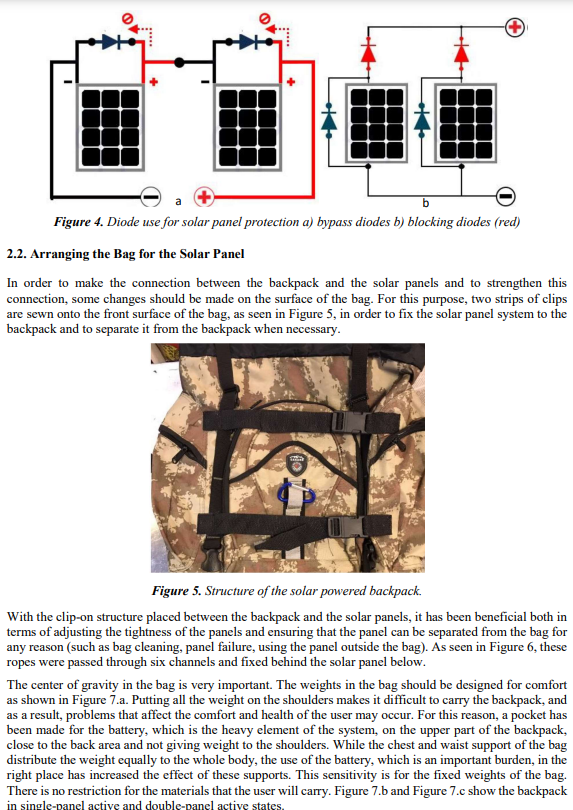 - + - +
- a +
+
b -
Figure 4. Diode use for solar panel protection a) bypass diodes b) blocking diodes (red)
2.2. Arranging the Bag for the Solar Panel
In order to make the connection between the backpack and the solar panels and to strengthen this
connection, some changes should be made on the surface of the bag. For this purpose, two strips of clips
are sewn onto the front surface of the bag, as seen in Figure 5, in order to fix the solar panel system to the
backpack and to separate it from the backpack when necessary.
Figure 5. Structure of the solar powered backpack.
With the clip-on structure placed between the backpack and the solar panels, it has been beneficial both in
terms of adjusting the tightness of the panels and ensuring that the panel can be separated from the bag for
any reason (such as bag cleaning, panel failure, using the panel outside the bag). As seen in Figure 6, these
ropes were passed through six channels and fixed behind the solar panel below.
The center of gravity in the bag is very important. The weights in the bag should be designed for comfort
as shown in Figure 7.a. Putting all the weight on the shoulders makes it difficult to carry the backpack, and
as a result, problems that affect the comfort and health of the user may occur. For this reason, a pocket has
been made for the battery, which is the heavy element of the system, on the upper part of the backpack,
close to the back area and not giving weight to the shoulders. While the chest and waist support of the bag
distribute the weight equally to the whole body, the use of the battery, which is an important burden, in the
right place has increased the effect of these supports. This sensitivity is for the fixed weights of the bag.
There is no restriction for the materials that the user will carry. Figure 7.b and Figure 7.c show the backpack
in single-panel active and double-panel active states.